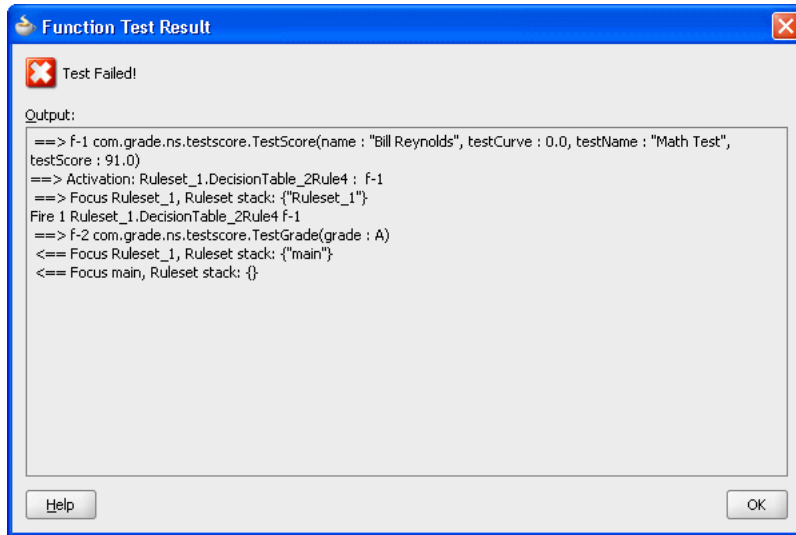 Function Test Result
Test Failed!
Output:
==> f-1 com.grade.ns.testscore.TestScore(name : "Bill Reynolds", testCurve : 0.0, testName : "Math Test",
testScore : 91.0)
==> Activation: Ruleset_1.DecisionTable_2Rule4 : f-1
==> Focus Ruleset_1, Ruleset stack: {"Ruleset_1"}
Fire 1 Ruleset_1.DecisionTable_2Rule4 f-1
==> f-2 com.grade.ns.testscore.TestGrade(grade : A)
<== Focus Ruleset_1, Ruleset stack: {"main"}
<== Focus main, Ruleset stack: {}
Help
OK